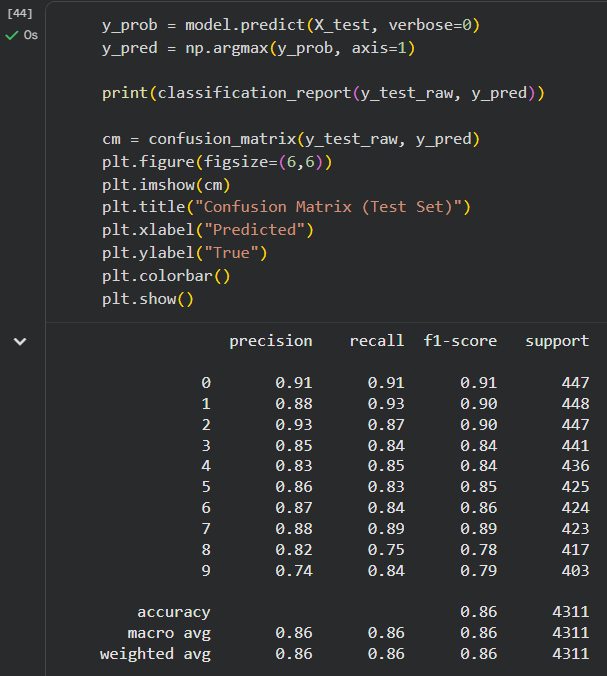 [44]
0s
y_prob = model.predict(X_test, verbose=0)
y_pred = np.argmax(y_prob, axis=1)
print(classification_report(y_test_raw, y_pred))
cm = confusion_matrix(y_test_raw, y_pred)
plt.figure(figsize=(6,6))
plt.imshow(cm)
plt.title("Confusion Matrix (Test Set)")
plt.xlabel("Predicted")
plt.ylabel("True")
plt.colorbar()
plt.show()
precision recall f1-score support
0 0.91 0.91 0.91 447
1 0.88 0.93 0.90 448
2 0.93 0.87 0.90 447
3 0.85 0.84 0.84 441
4 0.83 0.85 0.84 436
5 0.86 0.83 0.85 425
6 0.87 0.84 0.86 424
7 0.88 0.89 0.89 423
8 0.82 0.75 0.78 417
9 0.74 0.84 0.79 403
accuracy 0.86 4311
macro avg 0.86 0.86 0.86 4311
weighted avg 0.86 0.86 0.86 4311